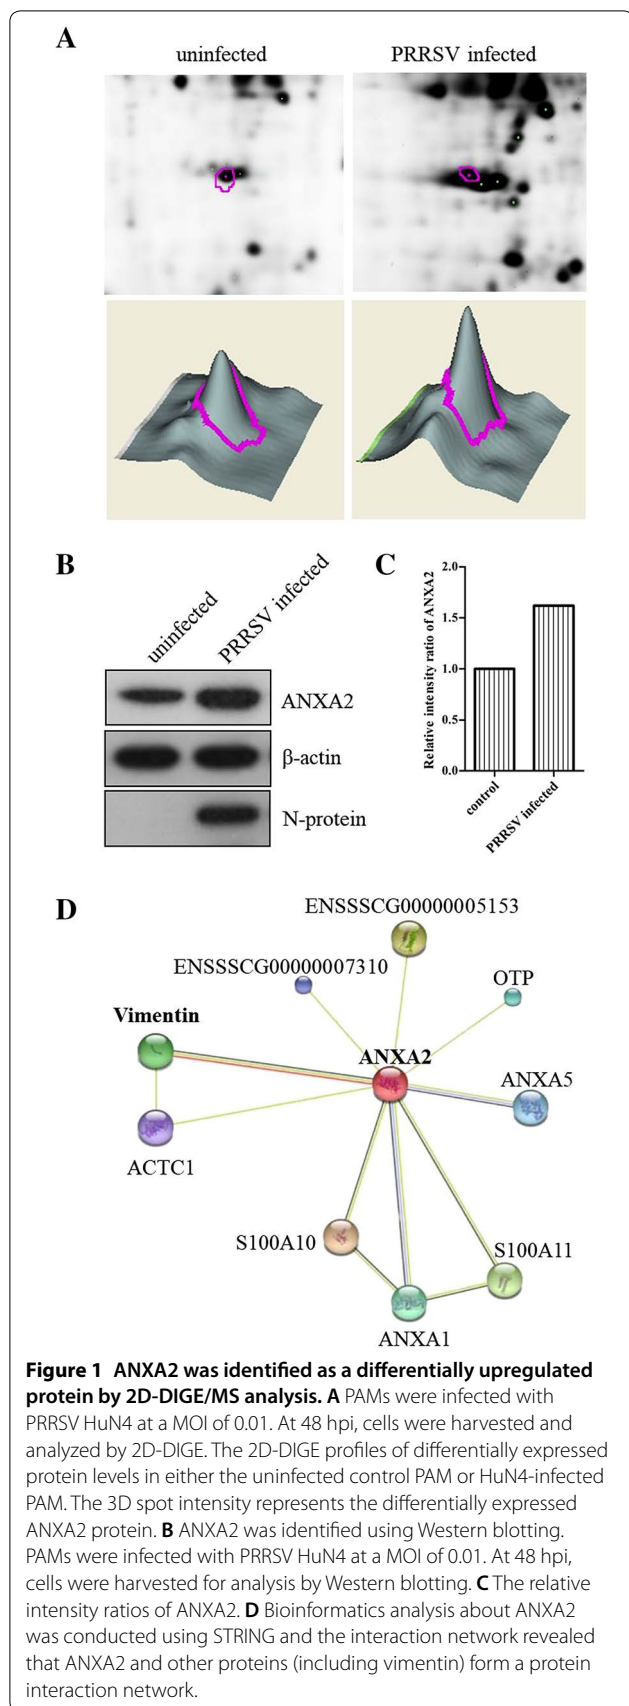 A
uninfected
PRRSV infected
B
uninfected
PRRSV infected
ANXA2
β-actin
N-protein
C
Relative intensity ratio of ANXA2
2.0
1.5
1.0
0.5
0.0
control
PRRSV infected
D
ENSSSCG00000005153
ENSSSCG00000007310
OTP
Vimentin
ANXA2
ANXA5
ACTC1
S100A10
S100A11
ANXA1
Figure 1 ANXA2 was identified as a differentially upregulated
protein by 2D-DIGE/MS analysis. A PAMs were infected with
PRRSV HuN4 at a MOI of 0.01. At 48 hpi, cells were harvested and
analyzed by 2D-DIGE. The 2D-DIGE profiles of differentially expressed
protein levels in either the uninfected control PAM or HuN4-infected
PAM. The 3D spot intensity represents the differentially expressed
ANXA2 protein. B ANXA2 was identified using Western blotting.
PAMs were infected with PRRSV HuN4 at a MOI of 0.01. At 48 hpi,
cells were harvested for analysis by Western blotting. C The relative
intensity ratios of ANXA2. D Bioinformatics analysis about ANXA2
was conducted using STRING and the interaction network revealed
that ANXA2 and other proteins (including vimentin) form a protein
interaction network.